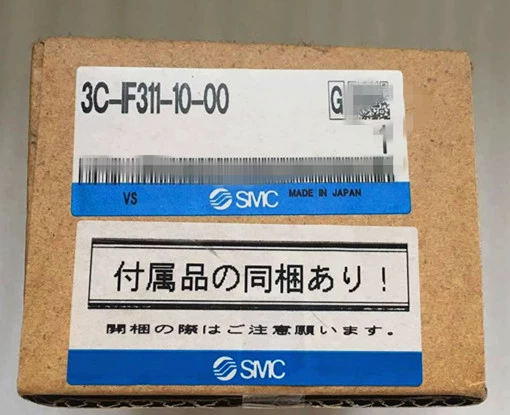 3C-IF311-10-00
G
1
VS SMC MADE IN JAPAN
付属品の同梱あり!
開梱の際はご注意願います。
SMC